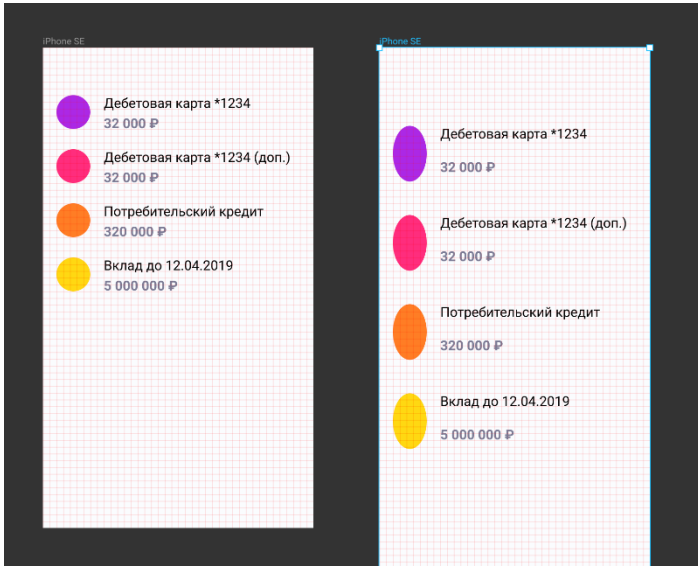 iPhone SE
Дебетовая карта *1234
32 000 ₽
Дебетовая карта *1234 (доп.)
32 000 ₽
Потребительский кредит
320 000 ₽
Вклад до 12.04.2019
5 000 000 ₽
iPhone SE
Дебетовая карта *1234
32 000 ₽
Дебетовая карта *1234 (доп.)
32 000 ₽
Потребительский кредит
320 000 ₽
Вклад до 12.04.2019
5 000 000 ₽